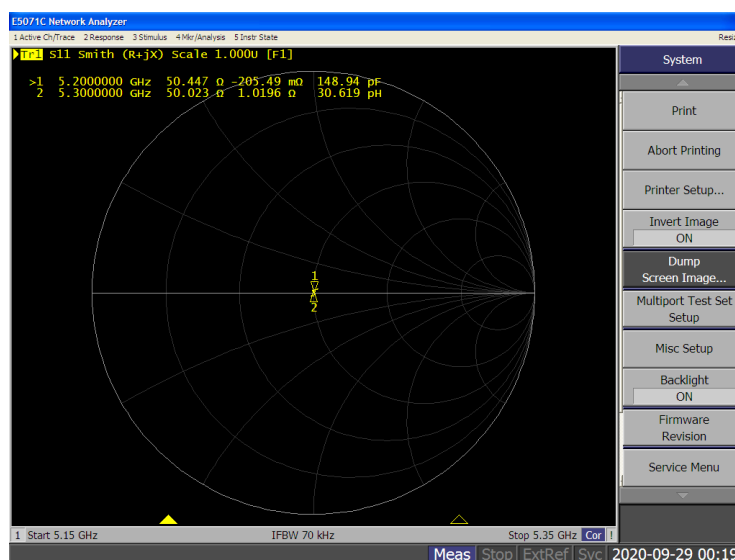 E5071C Network Analyzer
1 Active Ch/Trace 2 Response 3 Stimulus 4 Mkr/Analysis 5 Instr State
Tr1 S11 Smith (R+jX) Scale 1.000U [F1]
>1 5.2000000 GHz 50.447 Ω -205.49 mΩ 148.94 pF
2 5.3000000 GHz 50.023 Ω 1.0196 Ω 30.619 pH
1
2
1 Start 5.15 GHz IFBW 70 kHz Stop 5.35 GHz Cor !
Meas Stop ExtRef Svc 2020-09-29 00:19
System
Print
Abort Printing
Printer Setup...
Invert Image
ON
Dump
Screen Image...
Multiport Test Set
Setup
Misc Setup
Backlight
ON
Firmware
Revision
Service Menu